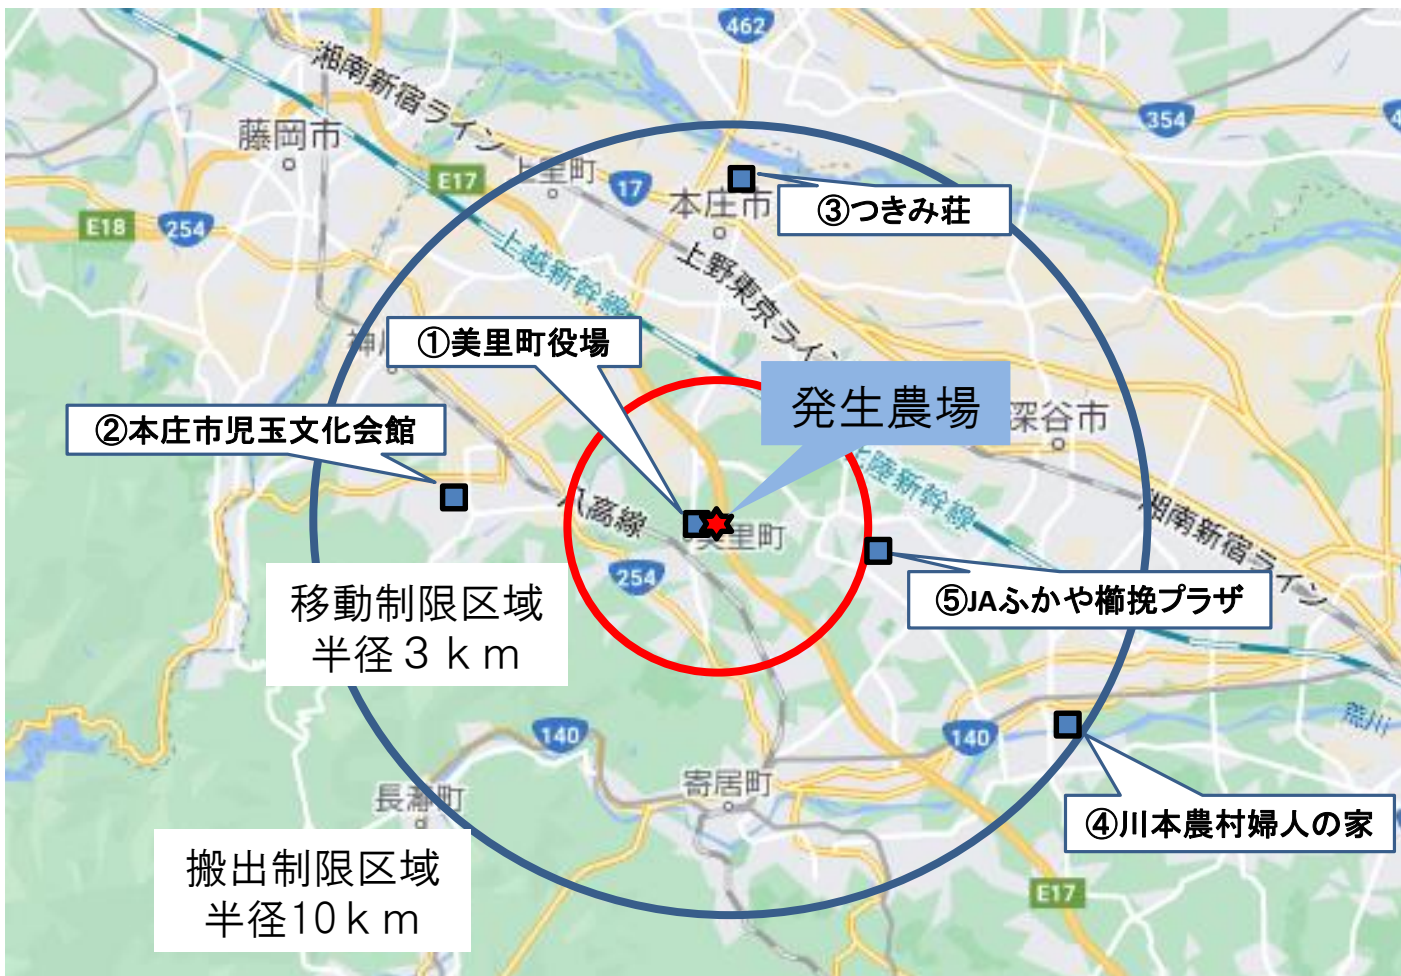 462
湘南新宿ライン
354
藤岡市
E17
上里町
17
本庄市
③つきみ荘
E18
254
上越新幹線
上野東京ライン
①美里町役場
発生農場
②本庄市児玉文化会館
深谷市
北陸新幹線
湘南新宿ライン
八高線
美里町
254
⑤JAふかや櫛挽プラザ
移動制限区域
半径3km
荒川
140
140
寄居町
長瀞町
④川本農村婦人の家
搬出制限区域
半径10km
E17